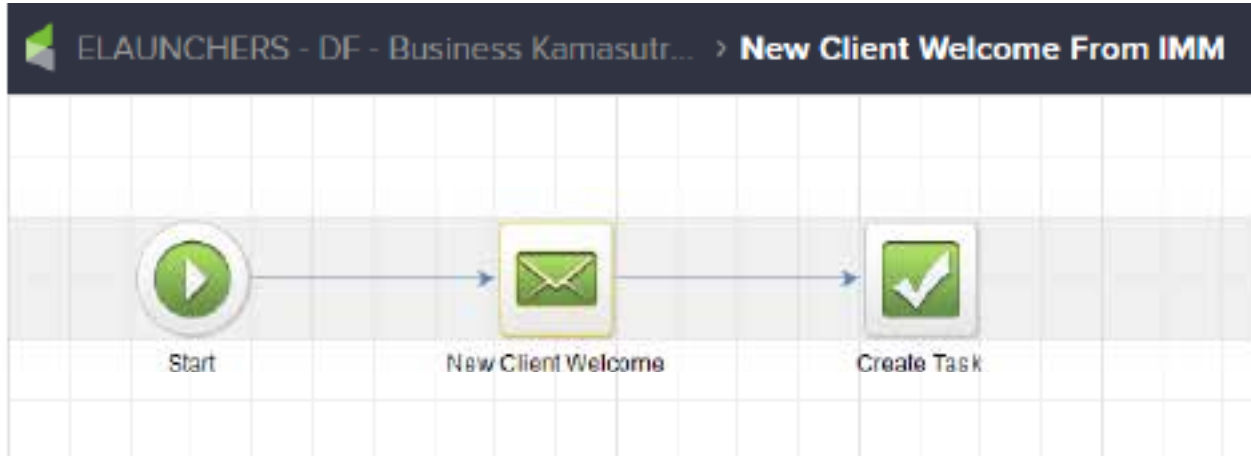 ELAUNCHERS - DF - Business Kamasutr... > New Client Welcome From IMM
Start
New Client Welcome
Create Task